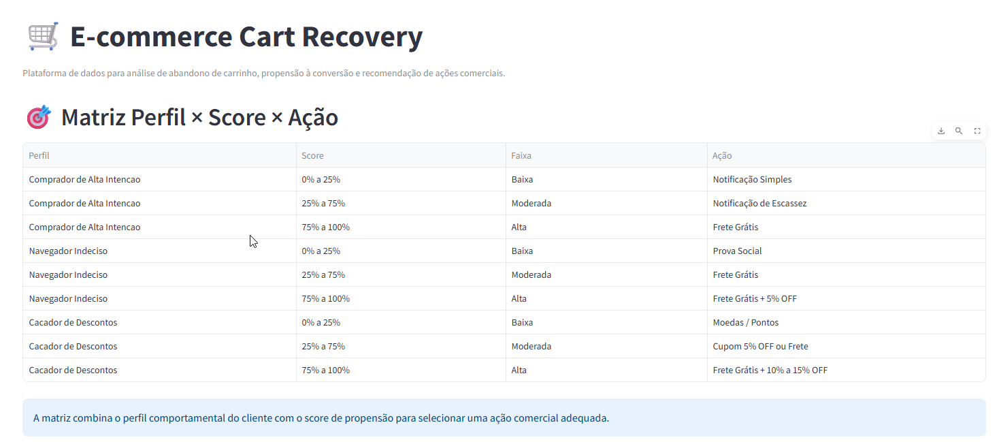 E-commerce Cart Recovery
Plataforma de dados para análise de abandono de carrinho, propensão à conversão e recomendação de ações comerciais.
Matriz Perfil × Score × Ação
Perfil Score Faixa Ação
Comprador de Alta Intencao 0% a 25% Baixa Notificação Simples
Comprador de Alta Intencao 25% a 75% Moderada Notificação de Escassez
Comprador de Alta Intencao 75% a 100% Alta Frete Grátis
Navegador Indeciso 0% a 25% Baixa Prova Social
Navegador Indeciso 25% a 75% Moderada Frete Grátis
Navegador Indeciso 75% a 100% Alta Frete Grátis + 5% OFF
Cacador de Descontos 0% a 25% Baixa Moedas / Pontos
Cacador de Descontos 25% a 75% Moderada Cupom 5% OFF ou Frete
Cacador de Descontos 75% a 100% Alta Frete Grátis + 10% a 15% OFF
A matriz combina o perfil comportamental do cliente com o score de propensão para selecionar uma ação comercial adequada.